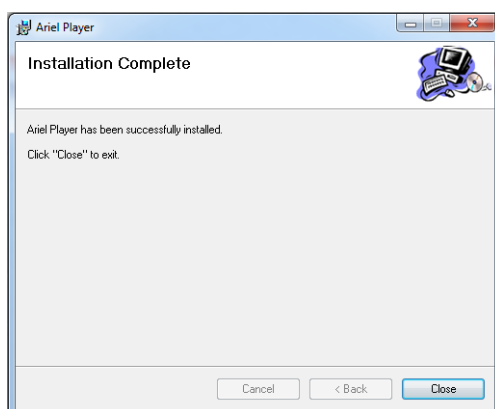 Ariel Player
Installation Complete
Ariel Player has been successfully installed.
Click "Close" to exit.
Cancel
< Back
Close